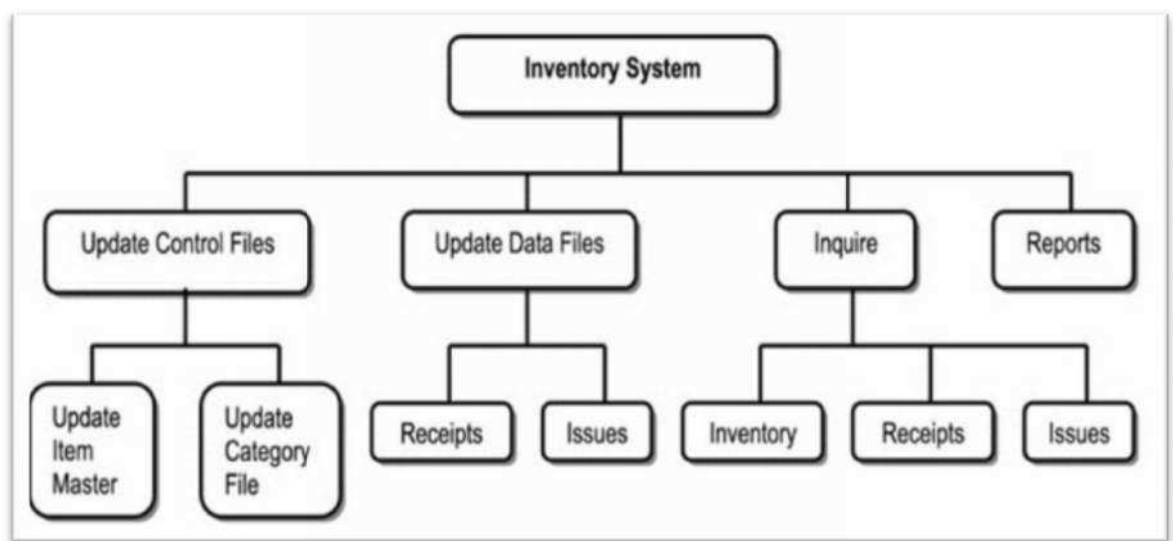 Inventory System
Update Control Files
Update Data Files
Inquire
Reports
Update
Item
Master
Update
Category
File
Receipts
Issues
Inventory
Receipts
Issues